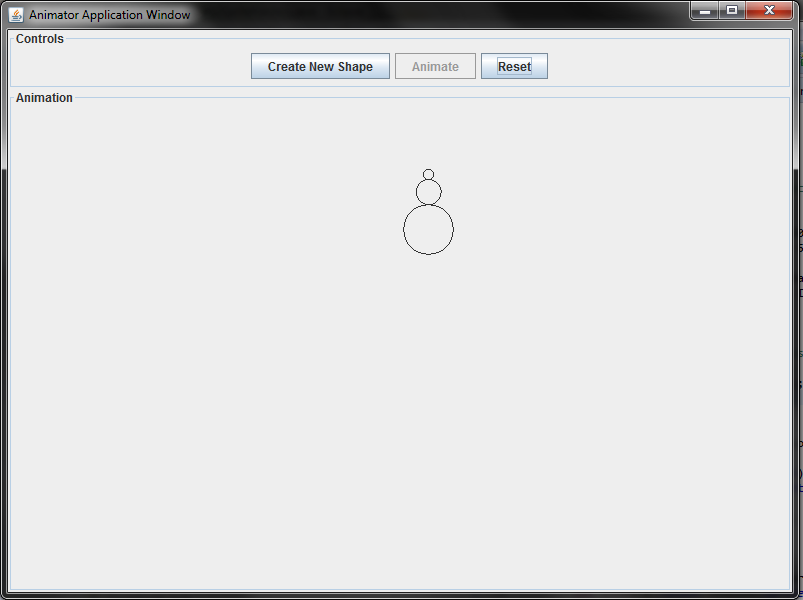 Animator Application Window
Controls
Create New Shape Animate Reset
Animation